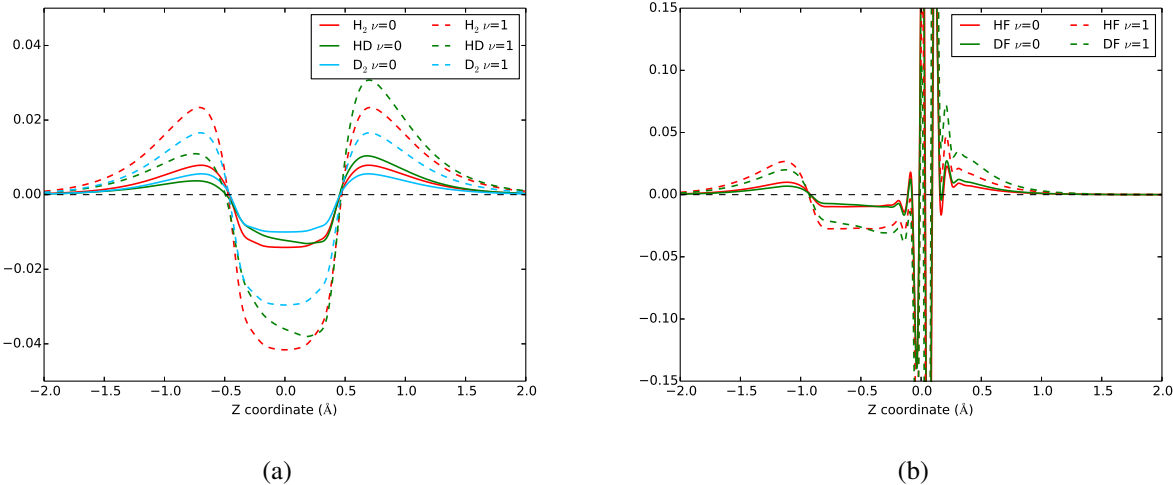 0.04
0.02
0.00
−0.02
−0.04
−2.0 −1.5 −1.0 −0.5 0.0 0.5 1.0 1.5 2.0
Z coordinate (Å)
H₂ ν=0 H₂ ν=1
HD ν=0 HD ν=1
D₂ ν=0 D₂ ν=1
(a)
0.15
0.10
0.05
0.00
−0.05
−0.10
−0.15
−2.0 −1.5 −1.0 −0.5 0.0 0.5 1.0 1.5 2.0
Z coordinate (Å)
HF ν=0 HF ν=1
DF ν=0 DF ν=1
(b)